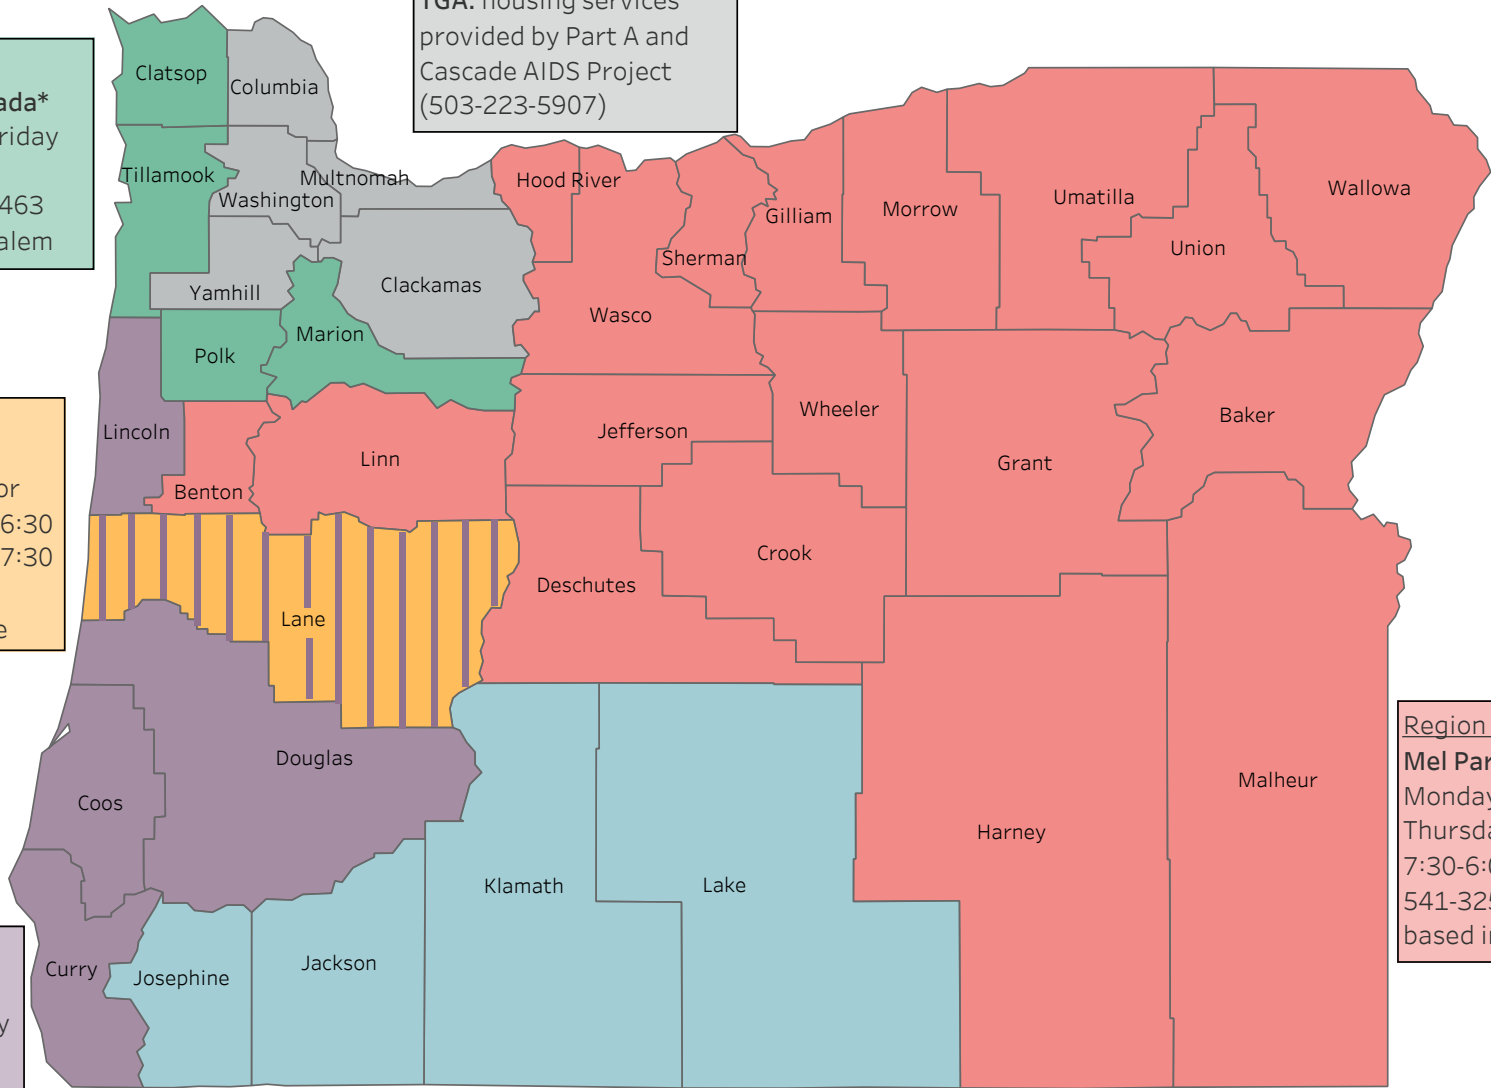 TGA: housing services
provided by Part A and
Cascade AIDS Project
(503-223-5907)
ada*
riday
463
alem
or
6:30
7:30
e
y
Region
Mel Par
Monday
Thursda
7:30-6:0
541-325
based i
Clatsop
Columbia
Tillamook
Washington
Multnomah
Yamhill
Clackamas
Polk
Marion
Lincoln
Benton
Linn
Lane
Douglas
Coos
Curry
Josephine
Jackson
Klamath
Lake
Hood River
Sherman
Wasco
Gilliam
Morrow
Umatilla
Union
Wallowa
Jefferson
Wheeler
Grant
Baker
Crook
Deschutes
Harney
Malheur